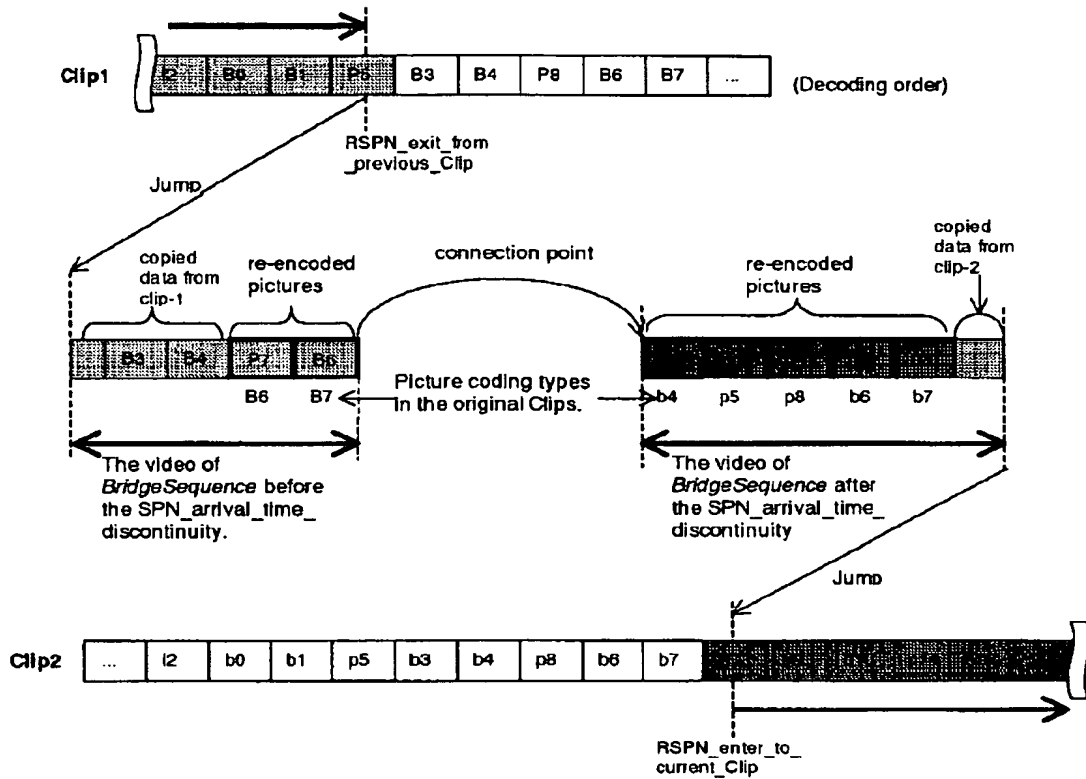 Clip1
I2 B0 B1 P5 B3 B4 P8 B6 B7 ...
(Decoding order)
RSPN_exit_from
_previous_Clip
Jump
copied
data from
clip-1
re-encoded
pictures
connection point
re-encoded
pictures
copied
data from
clip-2
B3 B4 P7 B6
B6 B7
Picture coding types
in the original Clips.
b4 p5 p8 b6 b7
The video of
BridgeSequence before
the SPN_arrival_time_
discontinuity.
The video of
BridgeSequence after
the SPN_arrival_time_
discontinuity
Jump
Clip2
... I2 b0 b1 p5 b3 b4 p8 b6 b7
RSPN_enter_to_
current_Clip